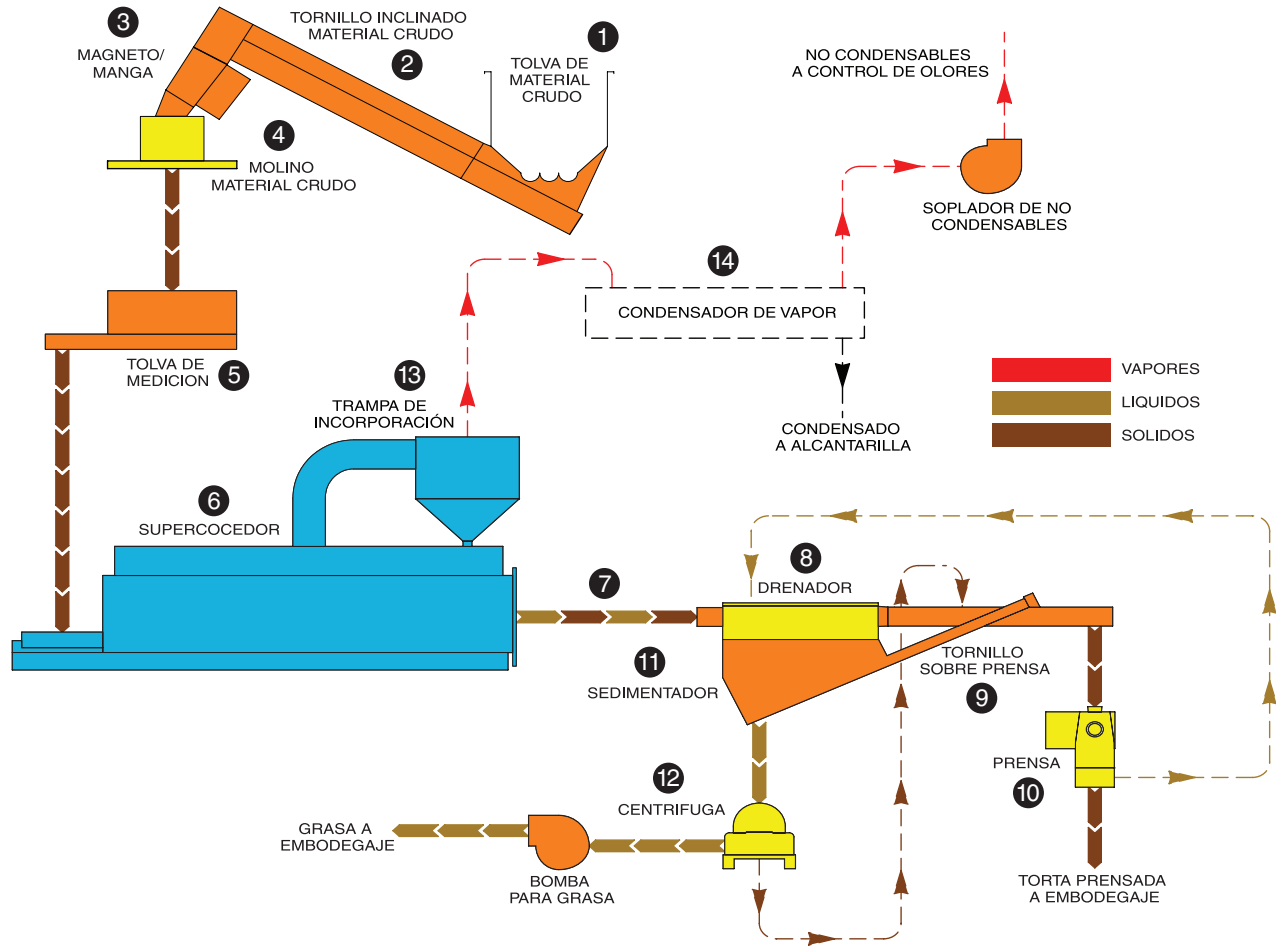 3
MAGNETO/
MANGA
TORNILLO INCLINADO
MATERIAL CRUDO
2
1
TOLVA DE
MATERIAL
CRUDO
NO CONDENSABLES
A CONTROL DE OLORES
4
MOLINO
MATERIAL CRUDO
SOPLADOR DE NO
CONDENSABLES
14
CONDENSADOR DE VAPOR
TOLVA DE
MEDICION
5
13
TRAMPA DE
INCORPORACIÓN
CONDENSADO
A ALCANTARILLA
VAPORES
LIQUIDOS
SOLIDOS
6
SUPERCOCEDOR
7
8
DRENADOR
11
SEDIMENTADOR
TORNILLO
SOBRE PRENSA
9
PRENSA
10
12
CENTRIFUGA
GRASA A
EMBODEGAJE
BOMBA
PARA GRASA
TORTA PRENSADA
A EMBODEGAJE